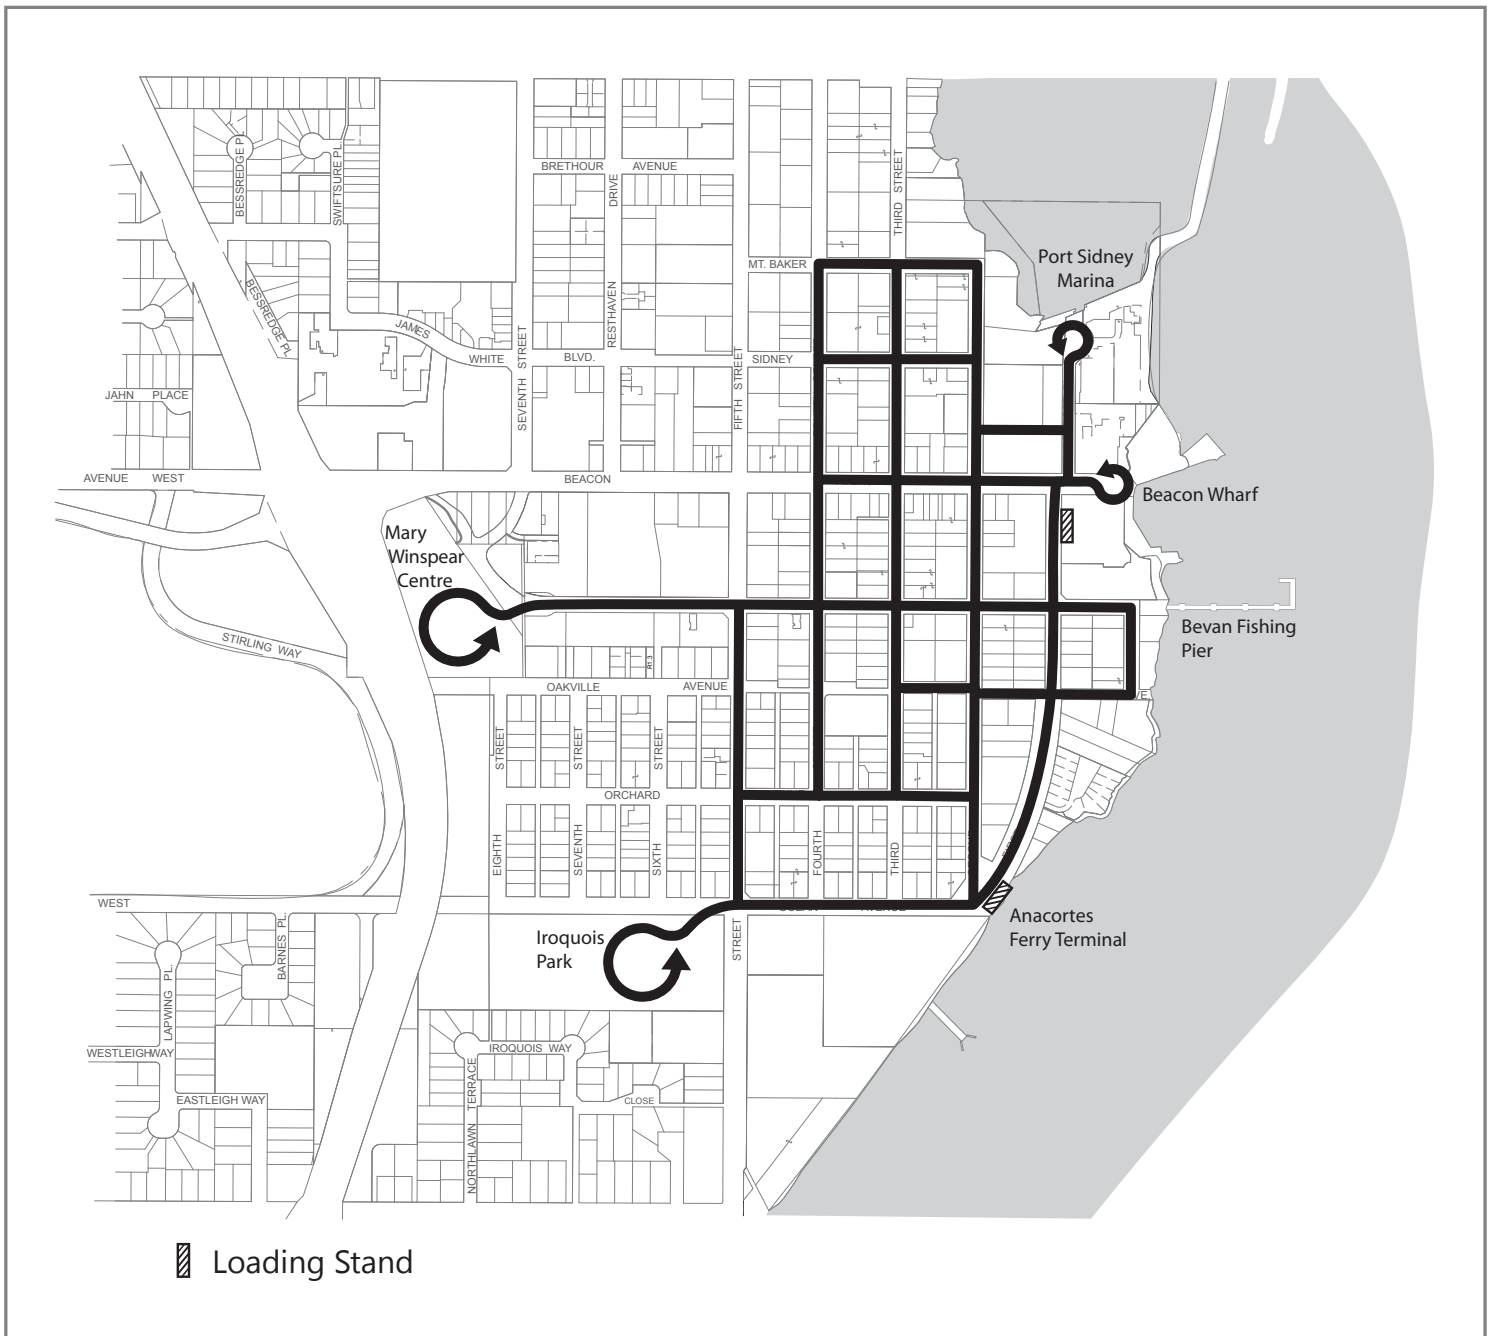 BRETHOUR AVENUE
BESSREDGE PL
SWIFTSURE PL.
DRIVE
THIRD STREET
MT. BAKER
Port Sidney
Marina
BESSREDGE PL
RESTHAVEN
JAMES
WHITE
BLVD.
SIDNEY
SEVENTH STREET
FIFTH STREET
JAHN PLACE
AVENUE WEST
BEACON
Beacon Wharf
Mary
Winspear
Centre
Bevan Fishing
Pier
STIRLING WAY
R1.3
OAKVILLE AVENUE
STREET
STREET
STREET
ORCHARD
EIGHTH
SEVENTH
SIXTH
FOURTH
THIRD
WEST
Anacortes
Ferry Terminal
Iroquois
Park
STREET
BARNES PL.
LAPWING PL.
WESTLEIGH WAY
IROQUOIS WAY
EASTLEIGH WAY
CLOSE
NORTHLAWN TERRACE
Loading Stand